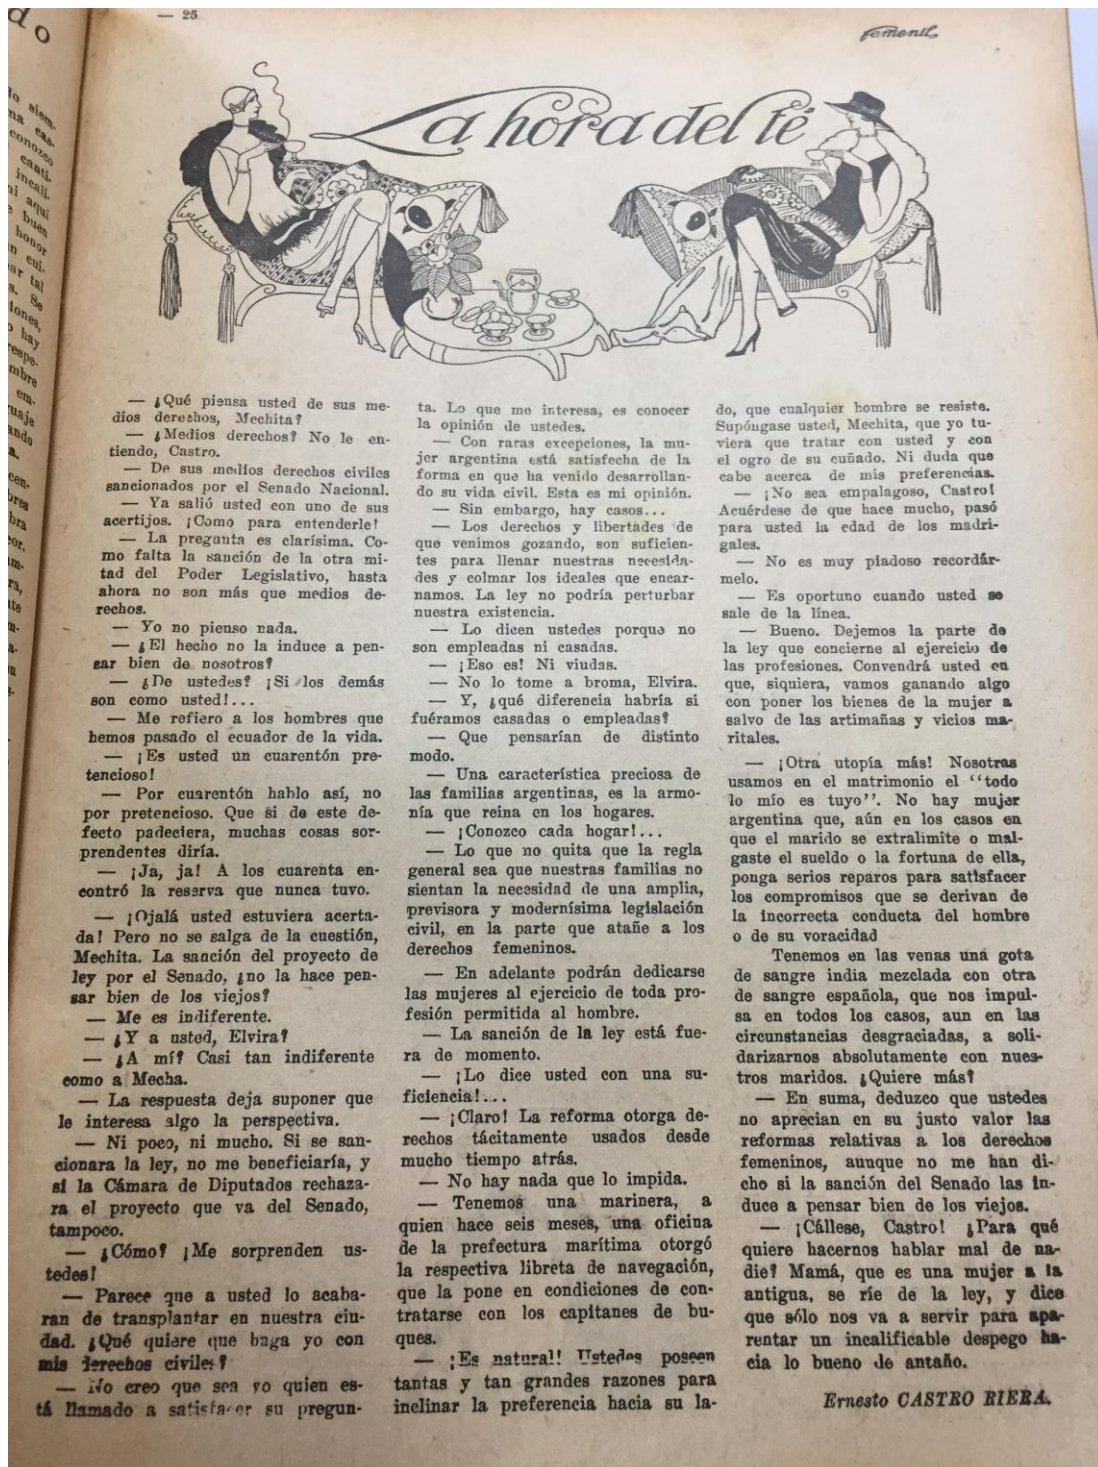 do
— 25
femenil
La hora del té
o siem-
na cas-
conozco
canti-
incali-
ni aquí
e buen
honor
n cui-
ar tal
s. Se
iones,
o hay
respe-
mbre
em-
uaje
ando
a.
cen-
bres
bra
or.
— ¿Qué piensa usted de sus me-
dios derechos, Mechita?
— ¿Medios derechos? No le en-
tiendo, Castro.
— De sus medios derechos civiles
sancionados por el Senado Nacional.
— Ya salió usted con uno de sus
acertijos. ¡Como para entenderle!
— La pregunta es clarísima. Co-
mo falta la sanción de la otra mi-
tad del Poder Legislativo, hasta
ahora no son más que medios de-
rechos.
— Yo no pienso nada.
— ¿El hecho no la induce a pen-
sar bien de nosotros?
— ¿De ustedes? ¡Si los demás
son como usted!...
— Me refiero a los hombres que
hemos pasado el ecuador de la vida.
— ¡Es usted un cuarentón pre-
tencioso!
— Por cuarentón hablo así, no
por pretencioso. Que si de este de-
fecto padeciera, muchas cosas sor-
prendentes diría.
— ¡Ja, ja! A los cuarenta en-
contró la reserva que nunca tuvo.
— ¡Ojalá usted estuviera acerta-
da! Pero no se salga de la cuestión,
Mechita. La sanción del proyecto de
ley por el Senado, ¿no la hace pen-
sar bien de los viejos?
— Me es indiferente.
— ¿Y a usted, Elvira?
— ¿A mí? Casi tan indiferente
como a Mecha.
— La respuesta deja suponer que
le interesa algo la perspectiva.
— Ni poco, ni mucho. Si se san-
cionara la ley, no me beneficiaría, y
si la Cámara de Diputados rechaza-
ra el proyecto que va del Senado,
tampoco.
— ¿Cómo? ¡Me sorprenden us-
tedes!
— Parece que a usted lo acaba-
ran de transplantar en nuestra ciu-
dad. ¿Qué quiere que haga yo con
mis derechos civiles?
— No creo que sea yo quien es-
tá llamado a satisfacer su pregun-
ta. Lo que me interesa, es conocer
la opinión de ustedes.
— Con raras excepciones, la mu-
jer argentina está satisfecha de la
forma en que ha venido desarrollan-
do su vida civil. Esta es mi opinión.
— Sin embargo, hay casos...
— Los derechos y libertades de
que venimos gozando, son suficien-
tes para llenar nuestras necesida-
des y colmar los ideales que encar-
namos. La ley no podría perturbar
nuestra existencia.
— Lo dicen ustedes porque no
son empleadas ni casadas.
— ¡Eso es! Ni viudas.
— No lo tome a broma, Elvira.
— Y, ¿qué diferencia habría si
fuéramos casadas o empleadas?
— Que pensarían de distinto
modo.
— Una característica preciosa de
las familias argentinas, es la armo-
nía que reina en los hogares.
— ¡Conozco cada hogar!...
— Lo que no quita que la regla
general sea que nuestras familias no
sientan la necesidad de una amplia,
previsora y modernísima legislación
civil, en la parte que atañe a los
derechos femeninos.
— En adelante podrán dedicarse
las mujeres al ejercicio de toda pro-
fesión permitida al hombre.
— La sanción de la ley está fue-
ra de momento.
— ¡Lo dice usted con una su-
ficiencia!...
— ¡Claro! La reforma otorga de-
rechos tácitamente usados desde
mucho tiempo atrás.
— No hay nada que lo impida.
— Tenemos una marinera, a
quien hace seis meses, una oficina
de la prefectura marítima otorgó
la respectiva libreta de navegación,
que la pone en condiciones de con-
tratarse con los capitanes de bu-
ques.
— ¡Es natural! Ustedes poseen
tantas y tan grandes razones para
inclinar la preferencia hacia su la-
do, que cualquier hombre se resiste.
Supóngase usted, Mechita, que yo tu-
viera que tratar con usted y con
el ogro de su cuñado. Ni duda que
cabe acerca de mis preferencias.
— ¡No sea empalagoso, Castro!
Acuérdese de que hace mucho, pasó
para usted la edad de los madri-
gales.
— No es muy piadoso recordár-
melo.
— Es oportuno cuando usted se
sale de la línea.
— Bueno. Dejemos la parte de
la ley que concierne al ejercicio de
las profesiones. Convendrá usted en
que, siquiera, vamos ganando algo
con poner los bienes de la mujer a
salvo de las artimañas y vicios ma-
ritales.
— ¡Otra utopía más! Nosotras
usamos en el matrimonio el "todo
lo mío es tuyo". No hay mujer
argentina que, aún en los casos en
que el marido se extralimite o mal-
gaste el sueldo o la fortuna de ella,
ponga serios reparos para satisfacer
los compromisos que se derivan de
la incorrecta conducta del hombre
o de su voracidad
Tenemos en las venas una gota
de sangre india mezclada con otra
de sangre española, que nos impul-
sa en todos los casos, aun en las
circunstancias desgraciadas, a soli-
darizarnos absolutamente con nues-
tros maridos. ¿Quiere más?
— En suma, deduzco que ustedes
no aprecian en su justo valor las
reformas relativas a los derechos
femeninos, aunque no me han di-
cho si la sanción del Senado las in-
duce a pensar bien de los viejos.
— ¡Cállese, Castro! ¿Para qué
quiere hacernos hablar mal de na-
die? Mamá, que es una mujer a la
antigua, se ríe de la ley, y dice
que sólo nos va a servir para apa-
rentar un incalificable despego ha-
cia lo bueno de antaño.
Ernesto CASTRO RIERA.